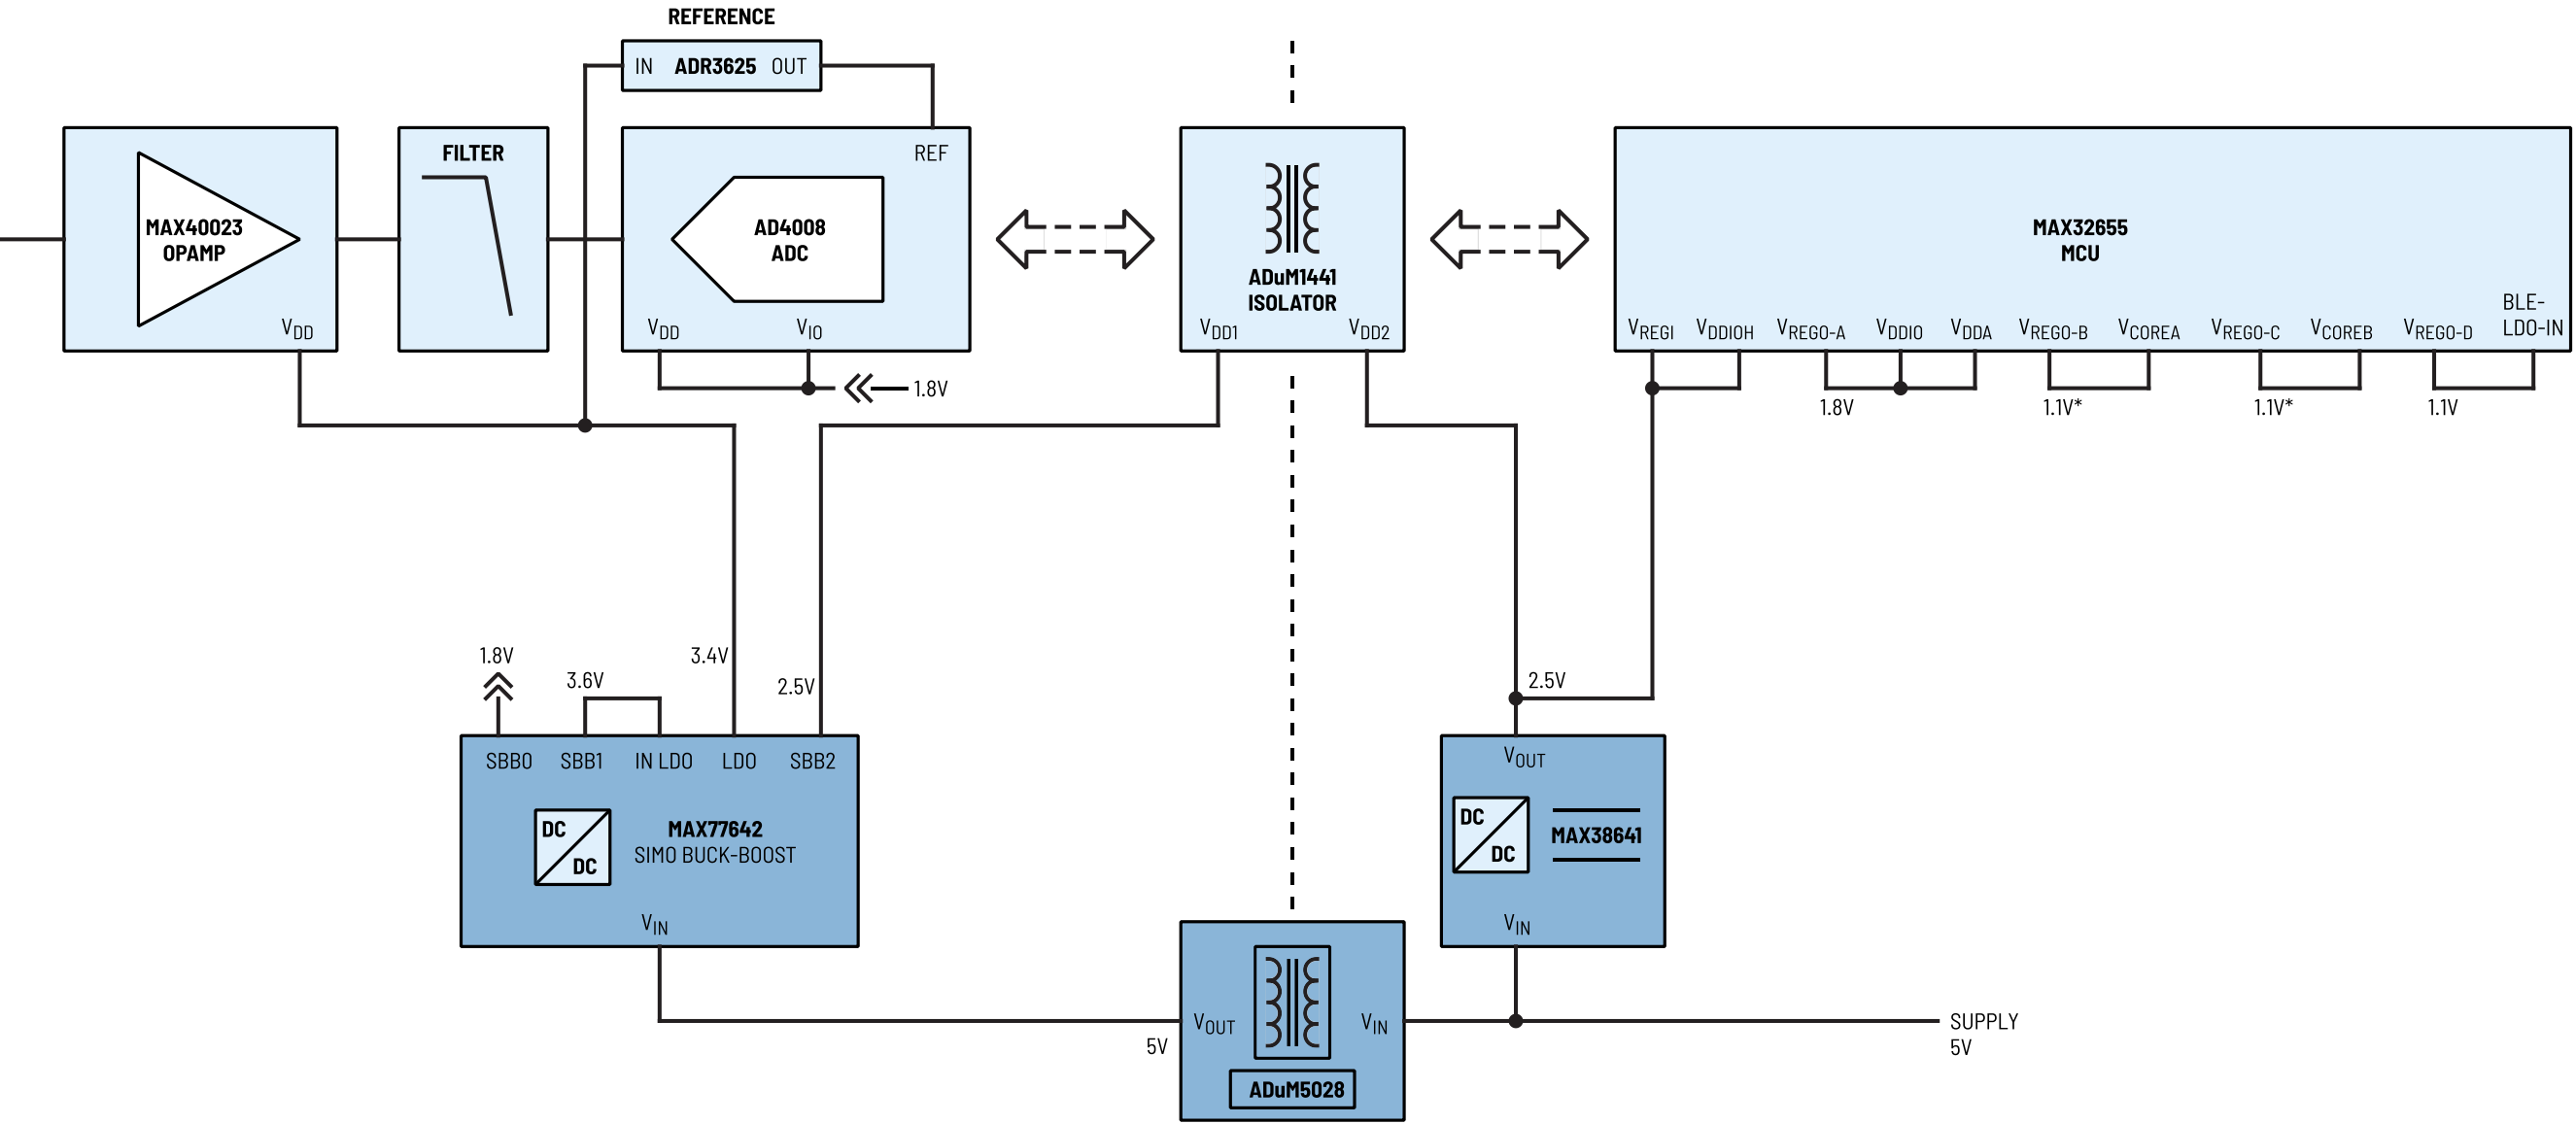 REFERENCE
IN ADR3625 OUT
FILTER
REF
MAX40023
OPAMP
AD4008
ADC
MAX32655
MCU
ADuM1441
ISOLATOR
VDD
VDD
VIO
VDD1
VDD2
VREGI
VDDIOH
VREGO-A
VDDIO
VDDA
VREGO-B
VCOREA
VREGO-C
VCOREB
VREGO-D
BLE-
LDO-IN
1.8V
1.8V
1.1V*
1.1V*
1.1V
1.8V
3.6V
3.4V
2.5V
2.5V
SBB0 SBB1 IN LDO LDO SBB2
DC
DC
MAX77642
SIMO BUCK-BOOST
VIN
VOUT
DC
DC
MAX38641
VIN
VOUT
VIN
5V
ADuM5028
SUPPLY
5V